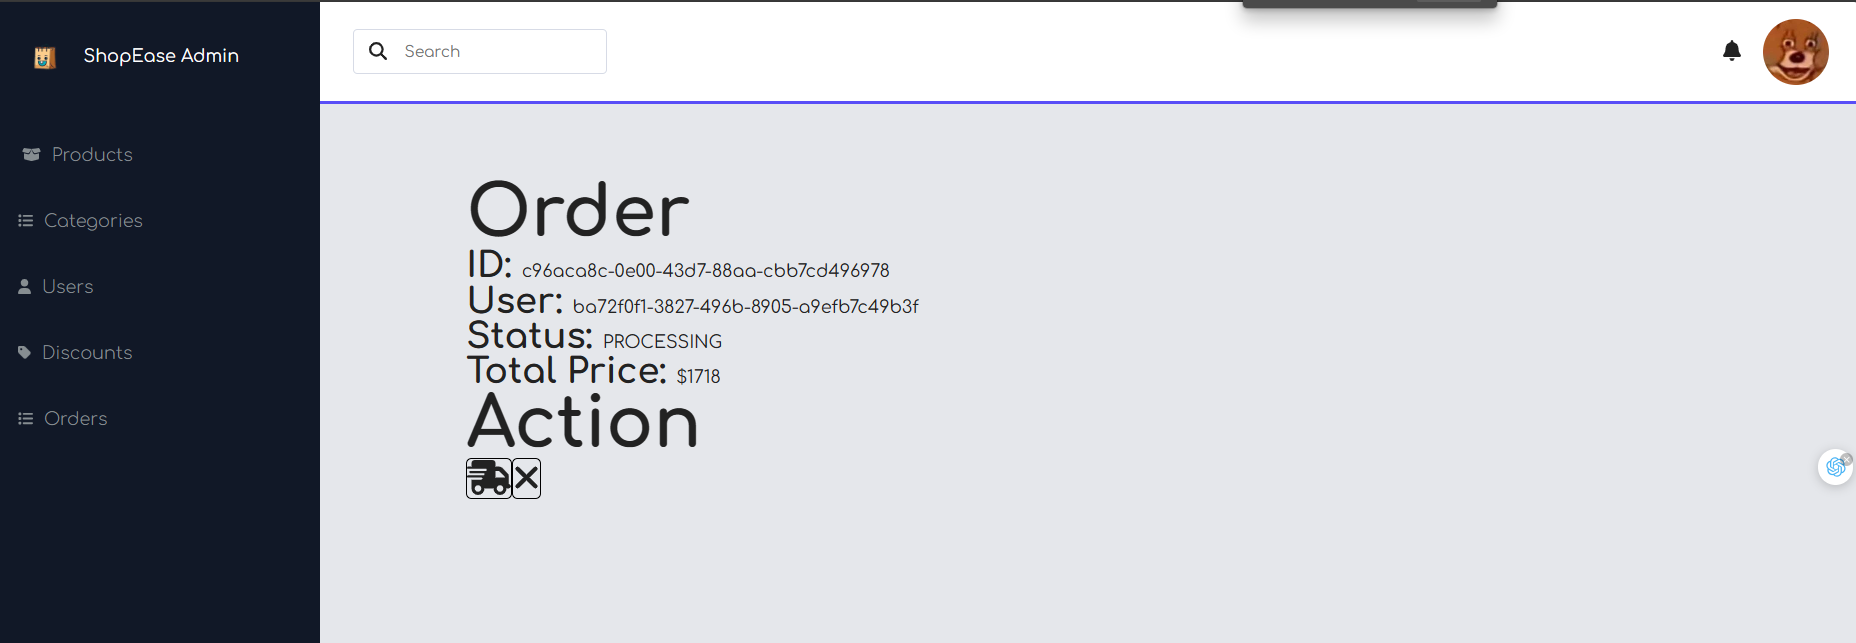 ShopEase Admin
Search
Products
Categories
Users
Discounts
Orders
Order
ID: c96aca8c-0e00-43d7-88aa-cbb7cd496978
User: ba72f0f1-3827-496b-8905-a9efb7c49b3f
Status: PROCESSING
Total Price: $1718
Action